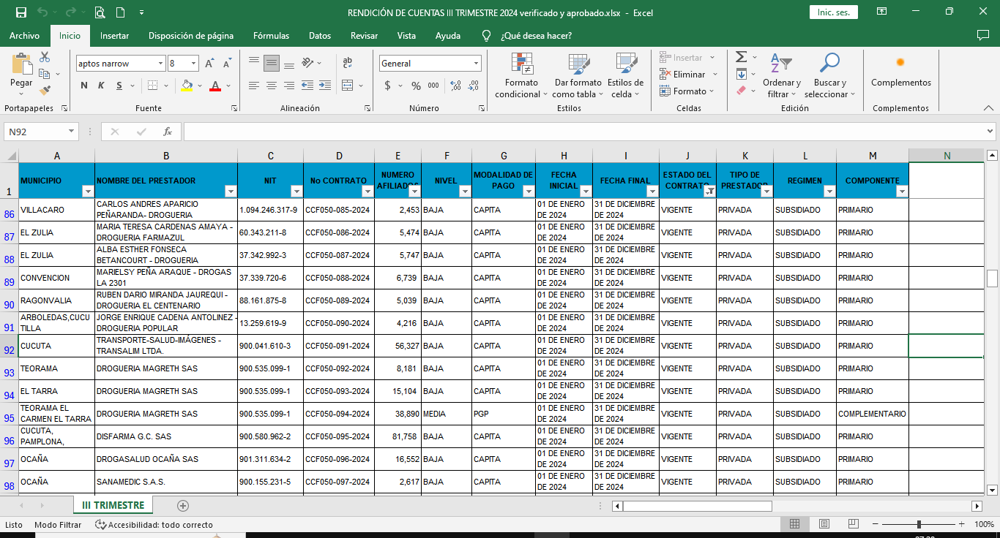 RENDICIÓN DE CUENTAS III TRIMESTRE 2024 verificado y aprobado.xlsx - Excel
Inic. ses.
Archivo Inicio Insertar Disposición de página Fórmulas Datos Revisar Vista Ayuda ¿Qué desea hacer?
Pegar
Portapapeles
aptos narrow 8
N K S
Fuente
ab
Alineación
General
$ % 000
Número
Formato condicional
Dar formato como tabla
Estilos de celda
Estilos
Insertar
Eliminar
Formato
Celdas
Ordenar y filtrar
Buscar y seleccionar
Edición
Complementos
Complementos
N92 fx
A B C D E F G H I J K L M N
1 MUNICIPIO NOMBRE DEL PRESTADOR NIT No CONTRATO NUMERO AFILIADOS NIVEL MODALIDAD DE PAGO FECHA INICIAL FECHA FINAL ESTADO DEL CONTRATO TIPO DE PRESTADOR REGIMEN COMPONENTE
86 VILLACARO CARLOS ANDRES APARICIO PEÑARANDA- DROGUERIA 1.094.246.317-9 CCF050-085-2024 2,453 BAJA CAPITA 01 DE ENERO DE 2024 31 DE DICIEMBRE DE 2024 VIGENTE PRIVADA SUBSIDIADO PRIMARIO
87 EL ZULIA MARIA TERESA CARDENAS AMAYA - DROGUERIA FARMAZUL 60.343.211-8 CCF050-086-2024 5,474 BAJA CAPITA 01 DE ENERO DE 2024 31 DE DICIEMBRE DE 2024 VIGENTE PRIVADA SUBSIDIADO PRIMARIO
88 EL ZULIA ALBA ESTHER FONSECA BETANCOURT - DROGUERIA 37.342.992-3 CCF050-087-2024 5,747 BAJA CAPITA 01 DE ENERO DE 2024 31 DE DICIEMBRE DE 2024 VIGENTE PRIVADA SUBSIDIADO PRIMARIO
89 CONVENCION MARIELSY PEÑA ARAQUE - DROGAS LA 2301 37.339.720-6 CCF050-088-2024 6,739 BAJA CAPITA 01 DE ENERO DE 2024 31 DE DICIEMBRE DE 2024 VIGENTE PRIVADA SUBSIDIADO PRIMARIO
90 RAGONVALIA RUBEN DARIO MIRANDA JAUREQUI - DROGUERIA EL CENTENARIO 88.161.875-8 CCF050-089-2024 5,039 BAJA CAPITA 01 DE ENERO DE 2024 31 DE DICIEMBRE DE 2024 VIGENTE PRIVADA SUBSIDIADO PRIMARIO
91 ARBOLEDAS,CUCU TILLA JORGE ENRIQUE CADENA ANTOLINEZ - DROGUERIA POPULAR 13.259.619-9 CCF050-090-2024 4,216 BAJA CAPITA 01 DE ENERO DE 2024 31 DE DICIEMBRE DE 2024 VIGENTE PRIVADA SUBSIDIADO PRIMARIO
92 CUCUTA TRANSPORTE-SALUD-IMÁGENES - TRANSALIM LTDA. 900.041.610-3 CCF050-091-2024 56,327 BAJA CAPITA 01 DE ENERO DE 2024 31 DE DICIEMBRE DE 2024 VIGENTE PRIVADA SUBSIDIADO PRIMARIO
93 TEORAMA DROGUERIA MAGRETH SAS 900.535.099-1 CCF050-092-2024 8,181 BAJA CAPITA 01 DE ENERO DE 2024 31 DE DICIEMBRE DE 2024 VIGENTE PRIVADA SUBSIDIADO PRIMARIO
94 EL TARRA DROGUERIA MAGRETH SAS 900.535.099-1 CCF050-093-2024 15,104 BAJA CAPITA 01 DE ENERO DE 2024 31 DE DICIEMBRE DE 2024 VIGENTE PRIVADA SUBSIDIADO PRIMARIO
95 TEORAMA EL CARMEN EL TARRA DROGUERIA MAGRETH SAS 900.535.099-1 CCF050-094-2024 38,890 MEDIA PGP 01 DE ENERO DE 2024 31 DE DICIEMBRE DE 2024 VIGENTE PRIVADA SUBSIDIADO COMPLEMENTARIO
96 CUCUTA, PAMPLONA, DISFARMA G.C. SAS 900.580.962-2 CCF050-095-2024 81,758 BAJA CAPITA 01 DE ENERO DE 2024 31 DE DICIEMBRE DE 2024 VIGENTE PRIVADA SUBSIDIADO PRIMARIO
97 OCAÑA DROGASALUD OCAÑA SAS 901.311.634-2 CCF050-096-2024 16,552 BAJA CAPITA 01 DE ENERO DE 2024 31 DE DICIEMBRE DE 2024 VIGENTE PRIVADA SUBSIDIADO PRIMARIO
98 OCAÑA SANAMEDIC S.A.S. 900.155.231-5 CCF050-097-2024 2,617 BAJA CAPITA 01 DE ENERO DE 2024 31 DE DICIEMBRE DE 2024 VIGENTE PRIVADA SUBSIDIADO PRIMARIO
III TRIMESTRE
Listo Modo Filtrar Accesibilidad: todo correcto 100%